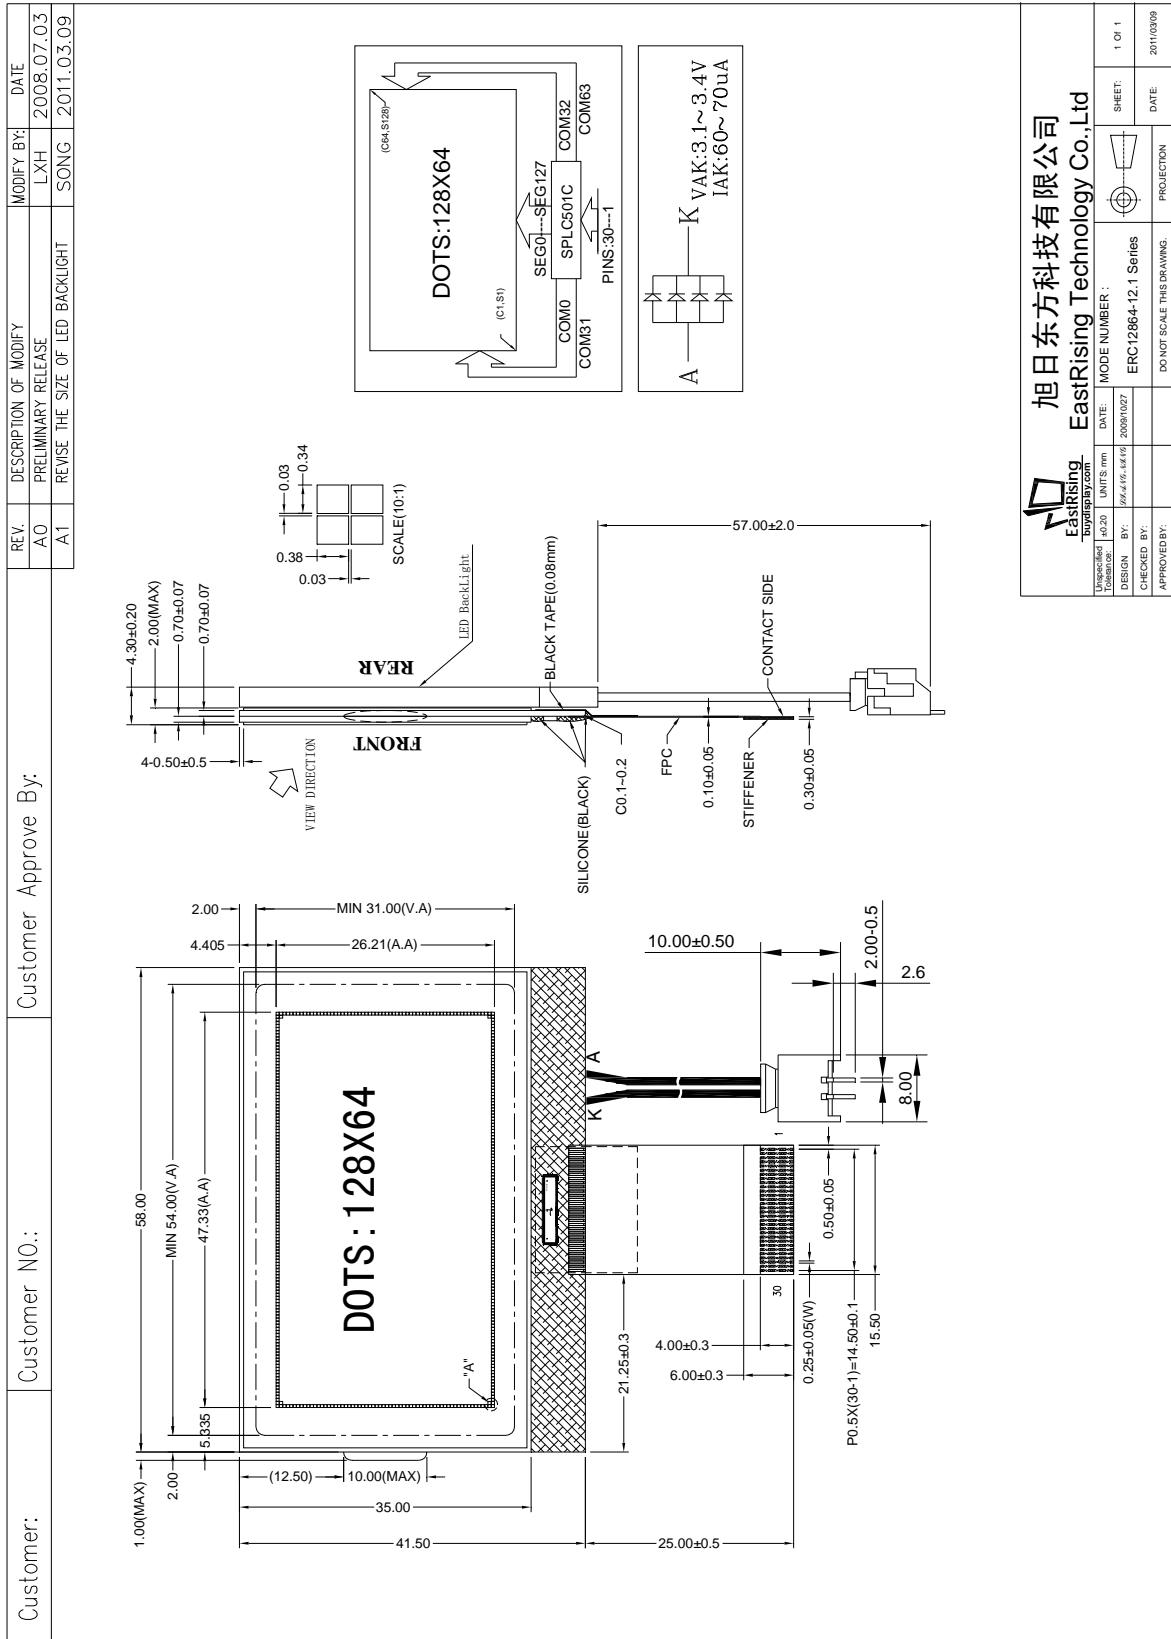 Customer:
Customer NO.:
Customer Approve By:
REV.
DESCRIPTION OF MODIFY
MODIFY BY:
DATE
A0
PRELIMINARY RELEASE
LXH
2008.07.03
A1
REVISE THE SIZE OF LED BACKLIGHT
SONG
2011.03.09
1.00(MAX)
2.00
5.335
58.00
MIN 54.00(V.A)
47.33(A.A)
2.00
MIN 31.00(V.A)
4.405
26.21(A.A)
DOTS:128X64
"A"
(12.50)
10.00(MAX)
35.00
41.50
25.00±0.5
21.25±0.3
K
A
1
30
4.00±0.3
6.00±0.3
0.50±0.05
0.25±0.05(W)
P0.5X(30-1)=14.50±0.1
15.50
10.00±0.50
2.00-0.5
2.6
8.00
4.30±0.20
2.00(MAX)
0.70±0.07
0.70±0.07
4-0.50±0.5
VIEW DIRECTION
FRONT
REAR
LED BackLight
BLACK TAPE(0.08mm)
SILICONE(BLACK)
C0.1~0.2
FPC
0.10±0.05
STIFFENER
0.30±0.05
CONTACT SIDE
57.00±2.0
0.38
0.03
0.03
0.34
SCALE(10:1)
(C64,S128)
DOTS:128X64
(C1,S1)
SEG0----SEG127
COM0
SPLC501C
COM32
COM31
COM63
PINS:30---1
A
K
VAK:3.1~3.4V
IAK:60~70uA
EastRising
buydisplay.com
旭日东方科技有限公司
EastRising Technology Co.,Ltd
Unspecified
Tolerance:
±0.20
UNITS: mm
DATE:
MODE NUMBER :
SHEET:
1 Of 1
DESIGN BY:
2009/10/27
ERC12864-12.1 Series
CHECKED BY:
DATE:
2011/03/09
APPROVED BY:
DO NOT SCALE THIS DRAWING.
PROJECTION